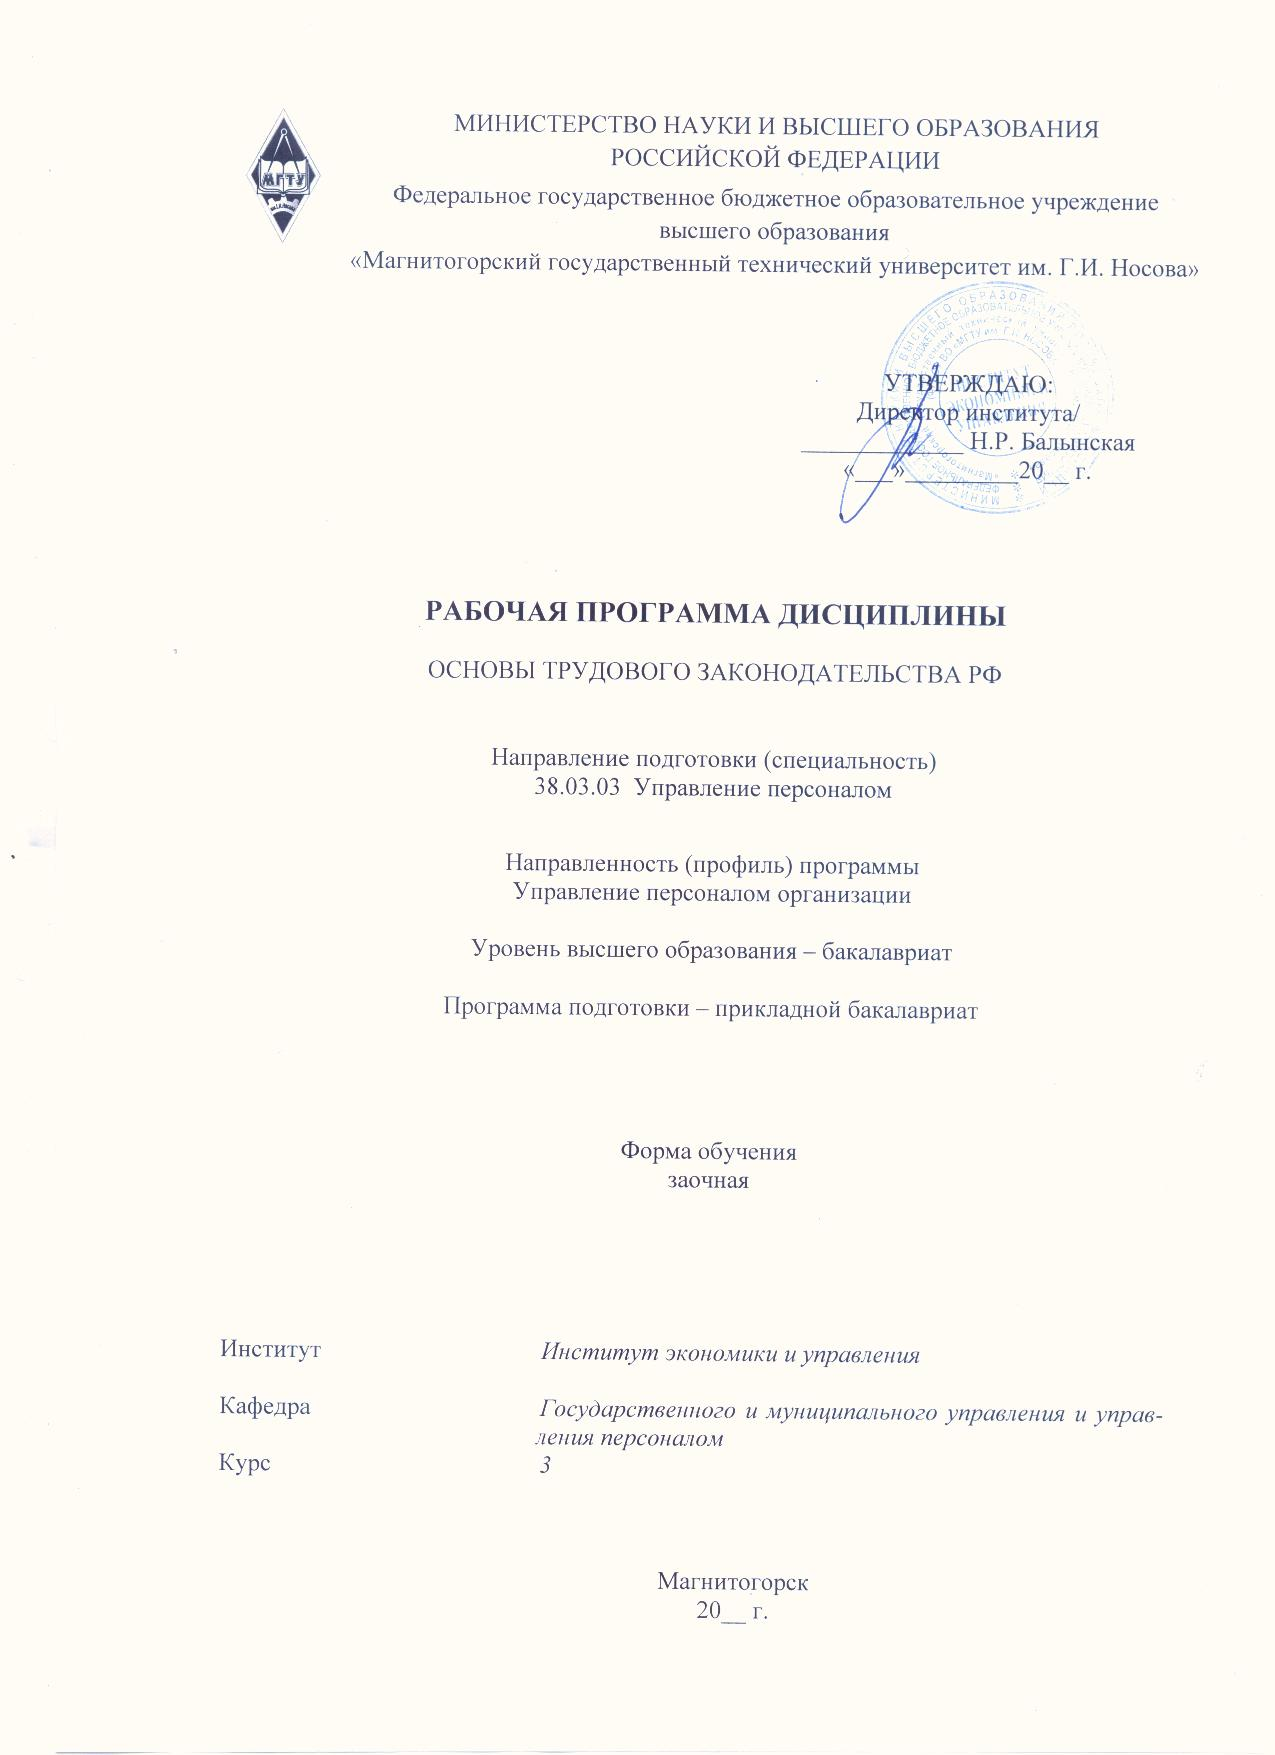 МИНИСТЕРСТВО НАУКИ И ВЫСШЕГО ОБРАЗОВАНИЯ
РОССИЙСКОЙ ФЕДЕРАЦИИ
Федеральное государственное бюджетное образовательное учреждение
высшего образования
«Магнитогорский государственный технический университет им. Г.И. Носова»
МГТУ
УТВЕРЖДАЮ:
Директор института/
_____________ Н.Р. Балынская
«___»_________20__ г.
РАБОЧАЯ ПРОГРАММА ДИСЦИПЛИНЫ
ОСНОВЫ ТРУДОВОГО ЗАКОНОДАТЕЛЬСТВА РФ
Направление подготовки (специальность)
38.03.03 Управление персоналом
Направленность (профиль) программы
Управление персоналом организации
Уровень высшего образования – бакалавриат
Программа подготовки – прикладной бакалавриат
Форма обучения
заочная
Институт Институт экономики и управления
Кафедра Государственного и муниципального управления и управ-
ления персоналом
Курс 3
Магнитогорск
20__ г.